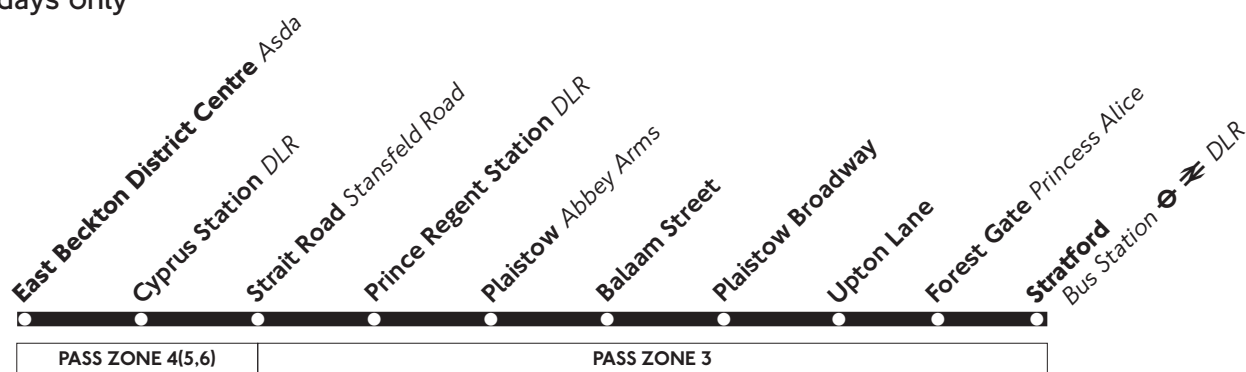 days only
East Beckton District Centre Asda
Cyprus Station DLR
Strait Road Stansfeld Road
Prince Regent Station DLR
Plaistow Abbey Arms
Balaam Street
Plaistow Broadway
Upton Lane
Forest Gate Princess Alice
Stratford
Bus Station DLR
PASS ZONE 4(5,6)
PASS ZONE 3